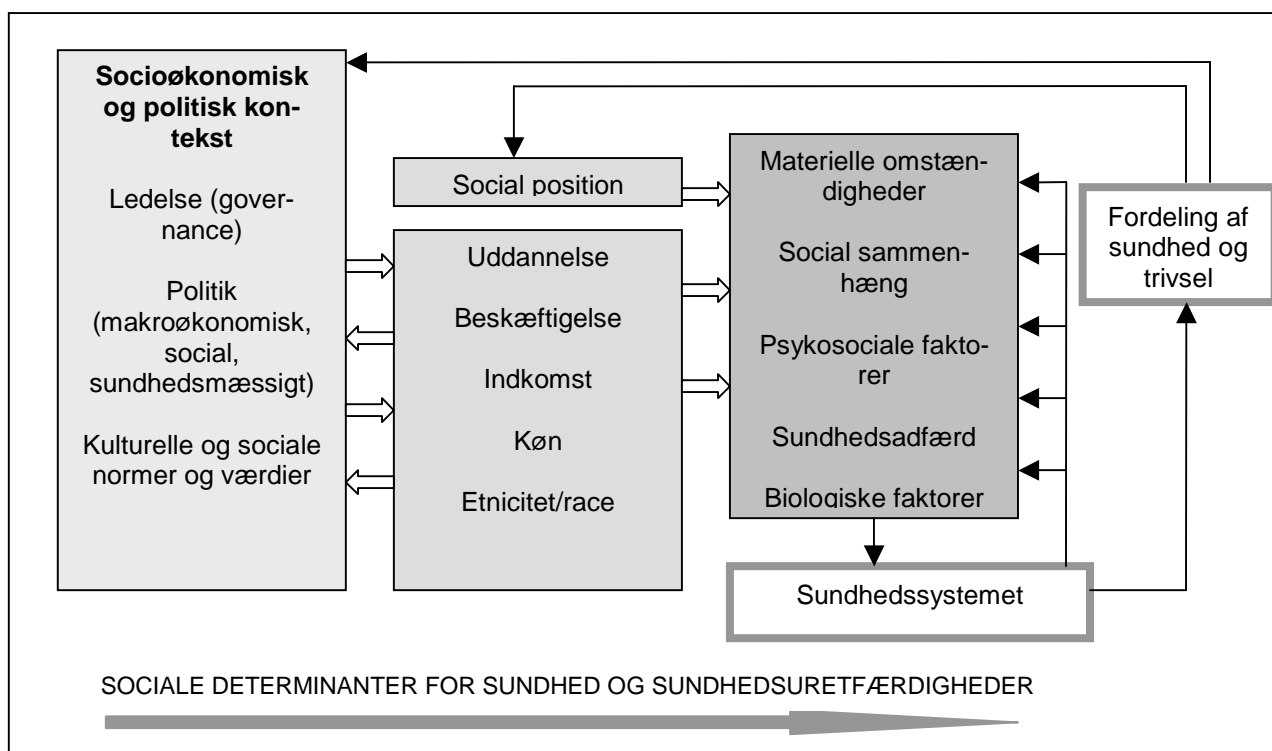 Socioøkonomisk
og politisk kon-
tekst
Ledelse (gover-
nance)
Politik
(makroøkonomisk,
social,
sundhedsmæssigt)
Kulturelle og sociale
normer og værdier
Social position
Uddannelse
Beskæftigelse
Indkomst
Køn
Etnicitet/race
Materielle omstæn-
digheder
Social sammen-
hæng
Psykosociale fakto-
rer
Sundhedsadfærd
Biologiske faktorer
Fordeling af
sundhed og
trivsel
Sundhedssystemet
SOCIALE DETERMINANTER FOR SUNDHED OG SUNDHEDSURETFÆRDIGHEDER